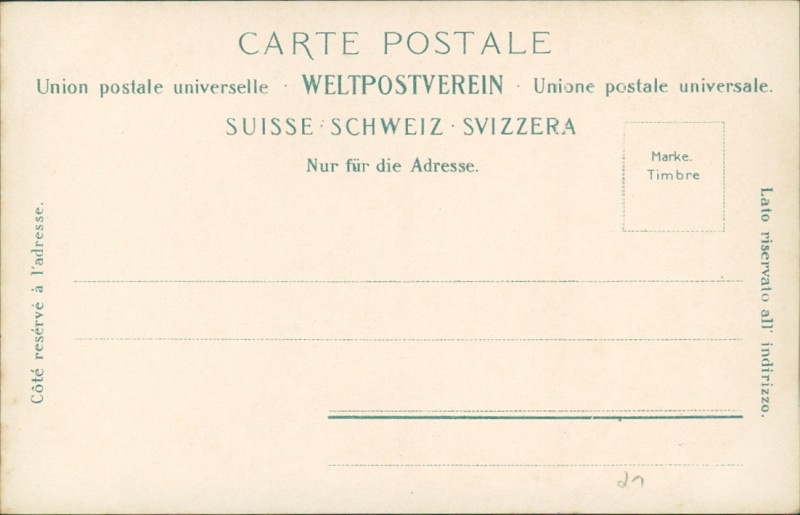 CARTE POSTALE
Union postale universelle · WELTPOSTVEREIN · Unione postale universale.
SUISSE · SCHWEIZ · SVIZZERA
Nur für die Adresse.
Marke.
Timbre
Côté resérvé à l'adresse.
Lato riservato all' indirizzo.